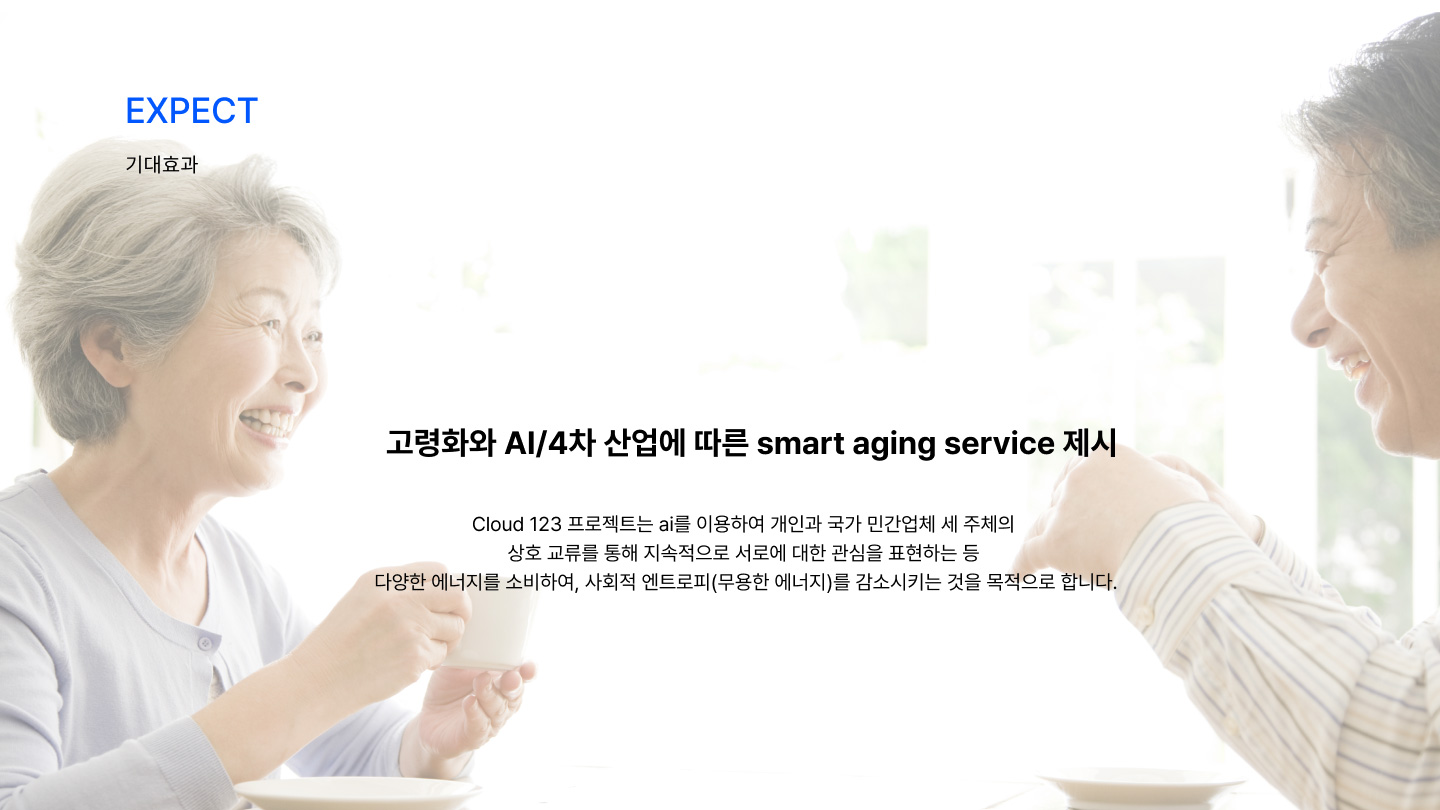 EXPECT
기대효과
고령화와 AI/4차 산업에 따른 smart aging service 제시
Cloud 123 프로젝트는 ai를 이용하여 개인과 국가 민간업체 세 주체의
상호 교류를 통해 지속적으로 서로에 대한 관심을 표현하는 등
다양한 에너지를 소비하여, 사회적 엔트로피(무용한 에너지)를 감소시키는 것을 목적으로 합니다.